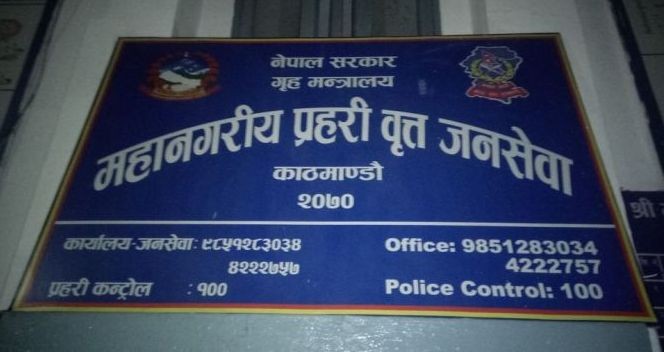 नेपाल सरकार
गृह मन्त्रालय
महानगरीय प्रहरी वृत्त जनसेवा
काठमाण्डौ
२०७०
कार्यालय-जनसेवा: ९८५१२८३०३४
४२२२७५७
प्रहरी कन्ट्रोल : १००
Office: 9851283034
4222757
Police Control: 100
श्री